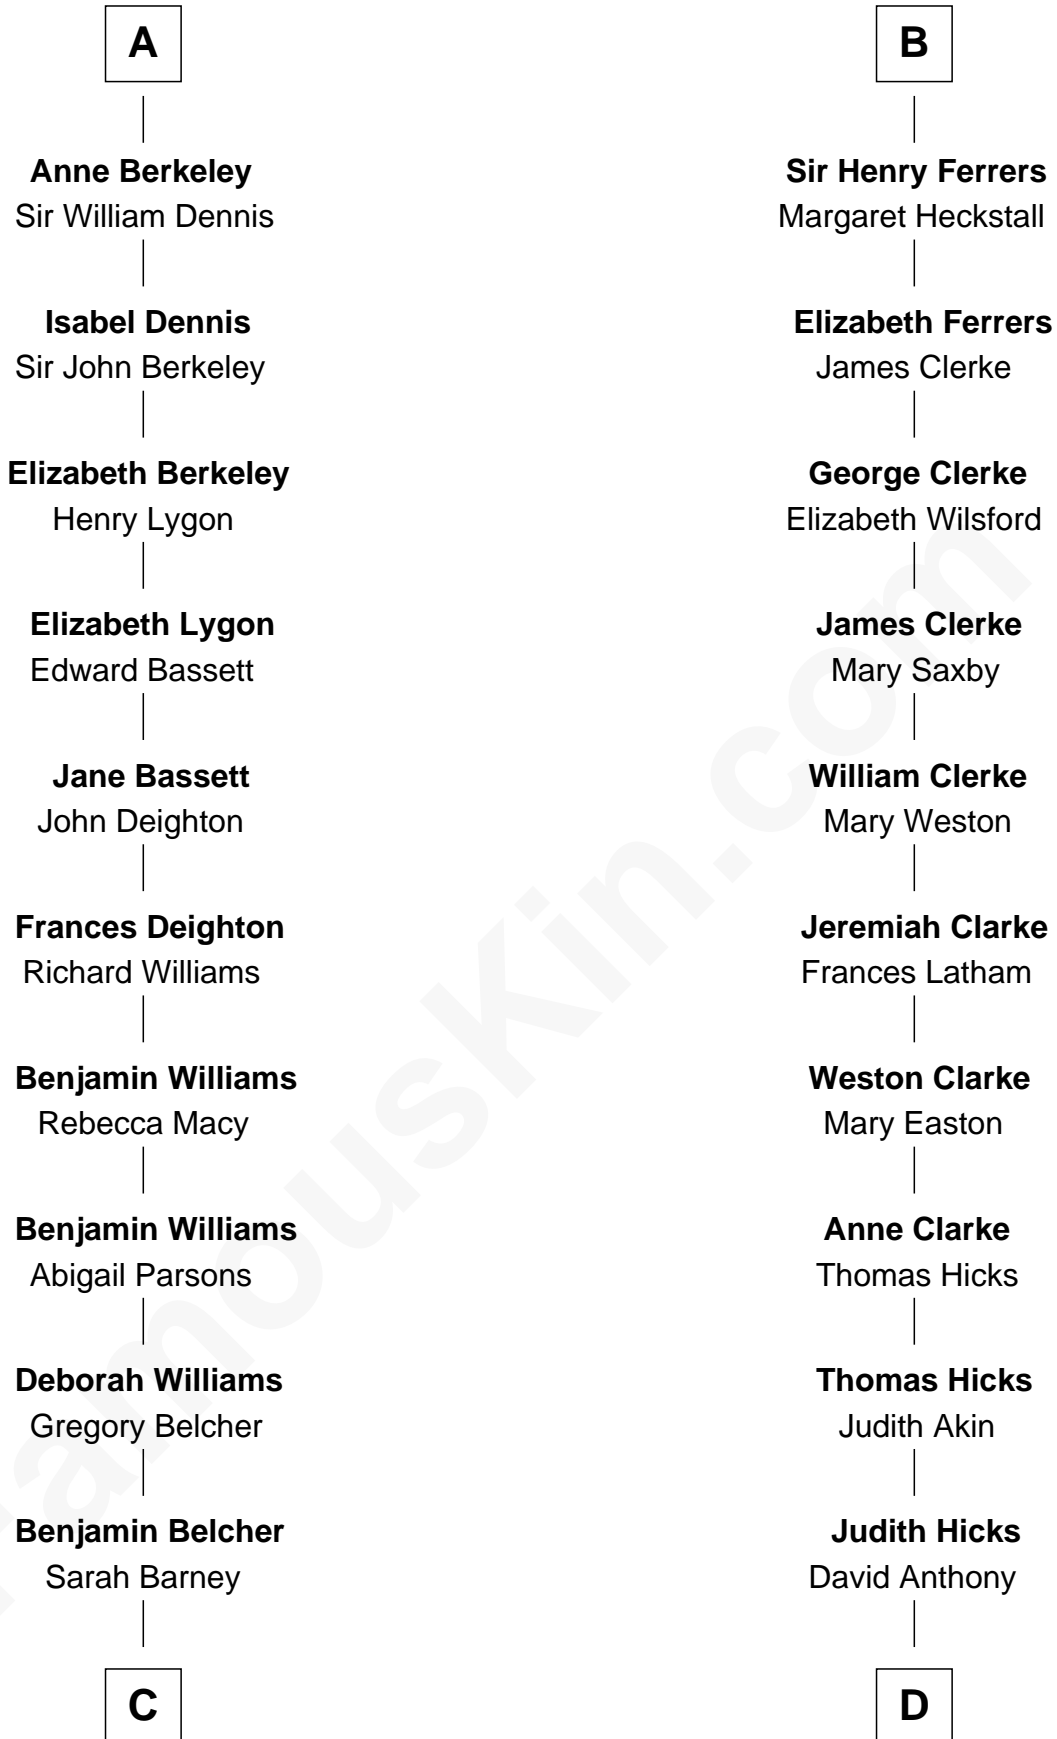 A
Anne Berkeley
Sir William Dennis
Isabel Dennis
Sir John Berkeley
Elizabeth Berkeley
Henry Lygon
Elizabeth Lygon
Edward Bassett
Jane Bassett
John Deighton
Frances Deighton
Richard Williams
Benjamin Williams
Rebecca Macy
Benjamin Williams
Abigail Parsons
Deborah Williams
Gregory Belcher
Benjamin Belcher
Sarah Barney
C
B
Sir Henry Ferrers
Margaret Heckstall
Elizabeth Ferrers
James Clerke
George Clerke
Elizabeth Wilsford
James Clerke
Mary Saxby
William Clerke
Mary Weston
Jeremiah Clarke
Frances Latham
Weston Clarke
Mary Easton
Anne Clarke
Thomas Hicks
Thomas Hicks
Judith Akin
Judith Hicks
David Anthony
D
FamousKin.com